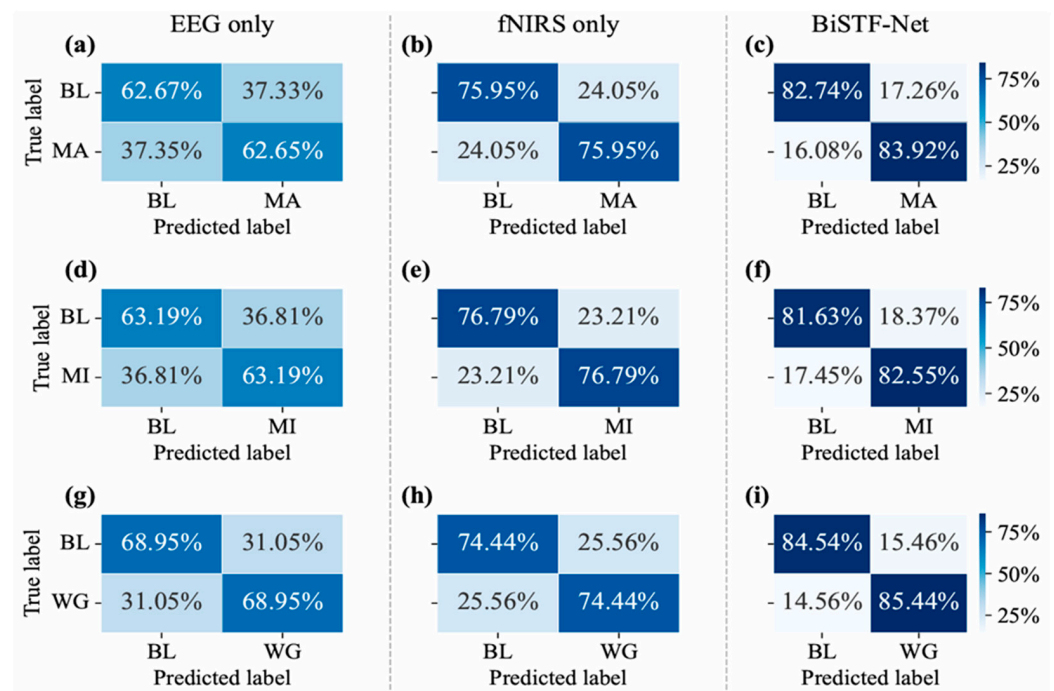 EEG only fNIRS only BiSTF-Net
(a) (b) (c)
True label
BL 62.67% 37.33% 75.95% 24.05% 82.74% 17.26% 75%
50%
MA 37.35% 62.65% 24.05% 75.95% 16.08% 83.92% 25%
BL MA BL MA BL MA
Predicted label Predicted label Predicted label
(d) (e) (f)
True label
BL 63.19% 36.81% 76.79% 23.21% 81.63% 18.37% 75%
50%
MI 36.81% 63.19% 23.21% 76.79% 17.45% 82.55% 25%
BL MI BL MI BL MI
Predicted label Predicted label Predicted label
(g) (h) (i)
True label
BL 68.95% 31.05% 74.44% 25.56% 84.54% 15.46% 75%
50%
WG 31.05% 68.95% 25.56% 74.44% 14.56% 85.44% 25%
BL WG BL WG BL WG
Predicted label Predicted label Predicted label